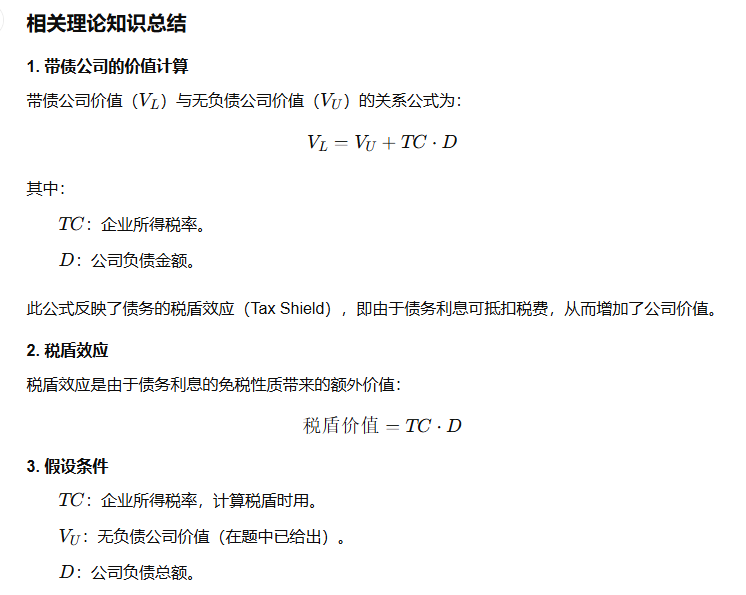 相关理论知识总结
1. 带债公司的价值计算
带债公司价值（V_L）与无负债公司价值（V_U）的关系公式为：
V_L = V_U + TC · D
其中：
TC：企业所得税率。
D：公司负债金额。
此公式反映了债务的税盾效应（Tax Shield），即由于债务利息可抵扣税费，从而增加了公司价值。
2. 税盾效应
税盾效应是由于债务利息的免税性质带来的额外价值：
税盾价值 = TC · D
3. 假设条件
TC：企业所得税率，计算税盾时用。
V_U：无负债公司价值（在题中已给出）。
D：公司负债总额。